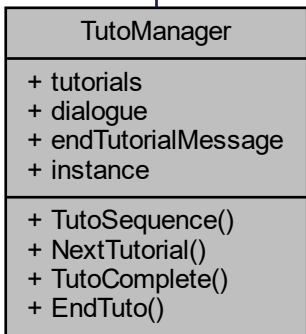 TutoManager
+ tutorials
+ dialogue
+ endTutorialMessage
+ instance
+ TutoSequence()
+ NextTutorial()
+ TutoComplete()
+ EndTuto()